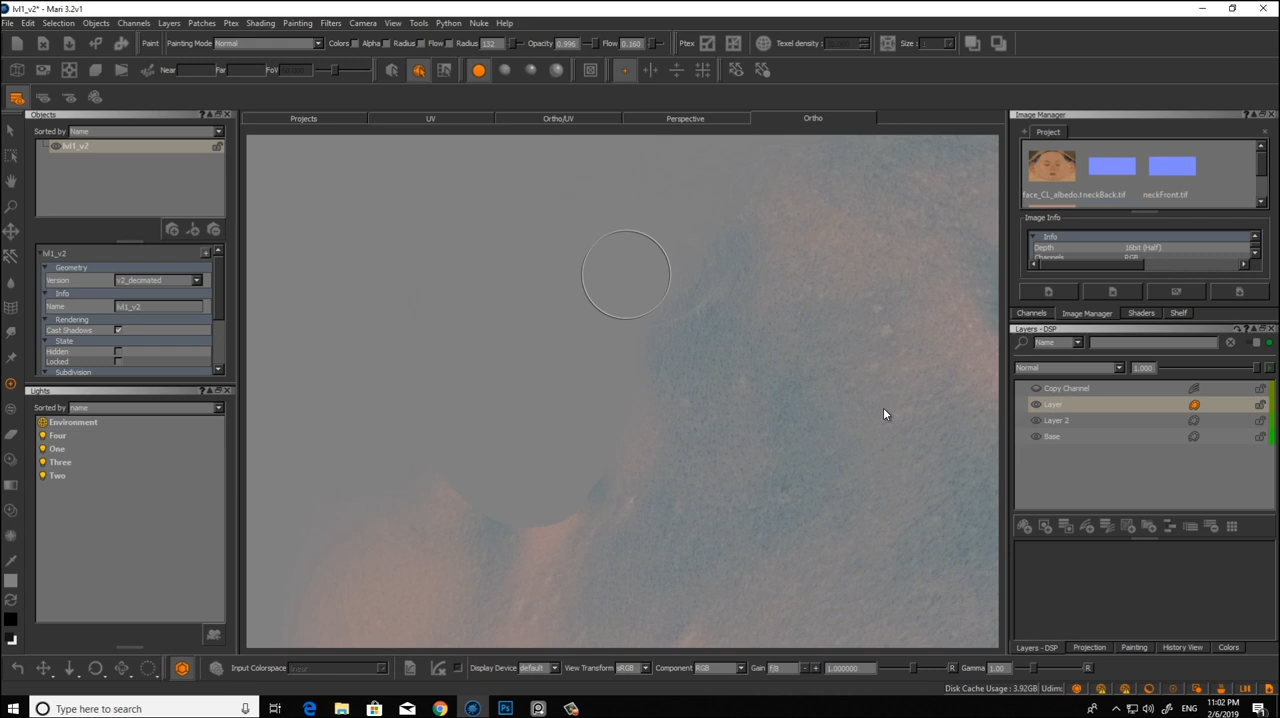 lvl1_v2* - Mari 3.2v1
File Edit Selection Objects Channels Layers Patches Ptex Shading Painting Filters Camera View Tools Python Nuke Help
Paint Painting Mode Normal Colors Alpha Radius Flow Radius 132 Opacity 0.996 Flow 0.160 Ptex Texel density : Size :
Near Far FoV
Objects
Sorted by Name
lvl1_v2
lvl1_v2
Geometry
Version v2_decimated
Info
Name lvl1_v2
Rendering
Cast Shadows
State
Hidden
Locked
Subdivision
Lights
Sorted by name
Environment
Four
One
Three
Two
Projects UV Ortho/UV Perspective Ortho
Image Manager
Project
face_CL_albedo.t neckBack.tif neckFront.tif
Image Info
Info
Depth 16bit (Half)
Channels RGB
Channels Image Manager Shaders Shelf
Layers - DSP
Name
Normal 1.000
Copy Channel
Layer
Layer 2
Base
Layers - DSP Projection Painting History View Colors
Input Colorspace Display Device default View Transform sRGB Component RGB Gain f/8 1.000000 R Gamma 1.00 R
Disk Cache Usage : 3.92GB Udim:
Type here to search
ENG
11:02 PM
2/6/2019